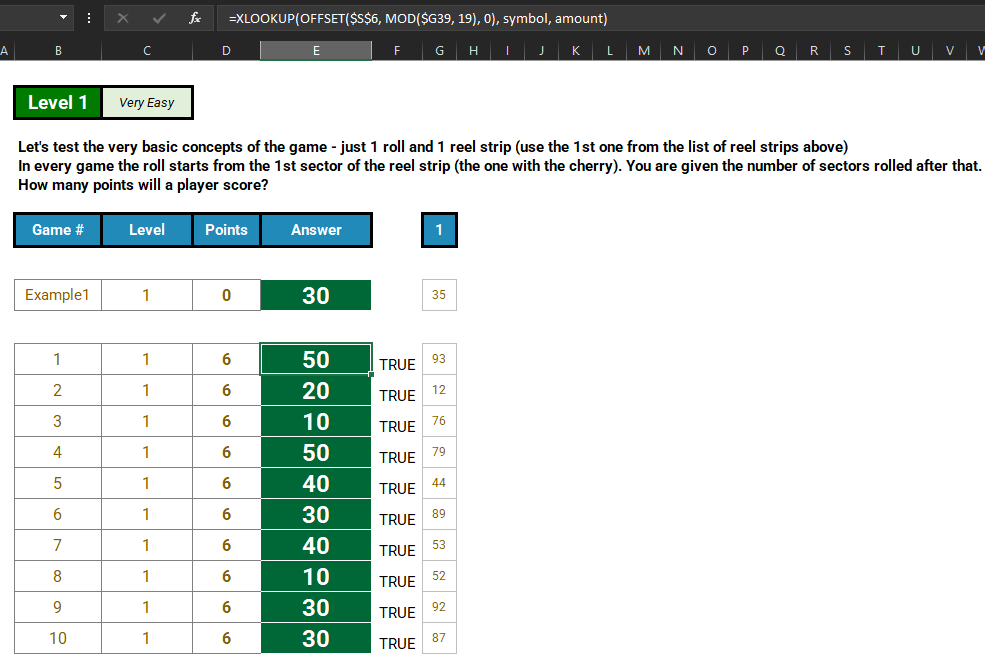 fx =XLOOKUP(OFFSET($S$6, MOD($G39, 19), 0), symbol, amount)
A B C D E F G H I J K L M N O P Q R S T U V
Level 1 Very Easy
Let's test the very basic concepts of the game - just 1 roll and 1 reel strip (use the 1st one from the list of reel strips above)
In every game the roll starts from the 1st sector of the reel strip (the one with the cherry). You are given the number of sectors rolled after that.
How many points will a player score?
Game # Level Points Answer 1
Example1 1 0 30 35
1 1 6 50 TRUE 93
2 1 6 20 TRUE 12
3 1 6 10 TRUE 76
4 1 6 50 TRUE 79
5 1 6 40 TRUE 44
6 1 6 30 TRUE 89
7 1 6 40 TRUE 53
8 1 6 10 TRUE 52
9 1 6 30 TRUE 92
10 1 6 30 TRUE 87